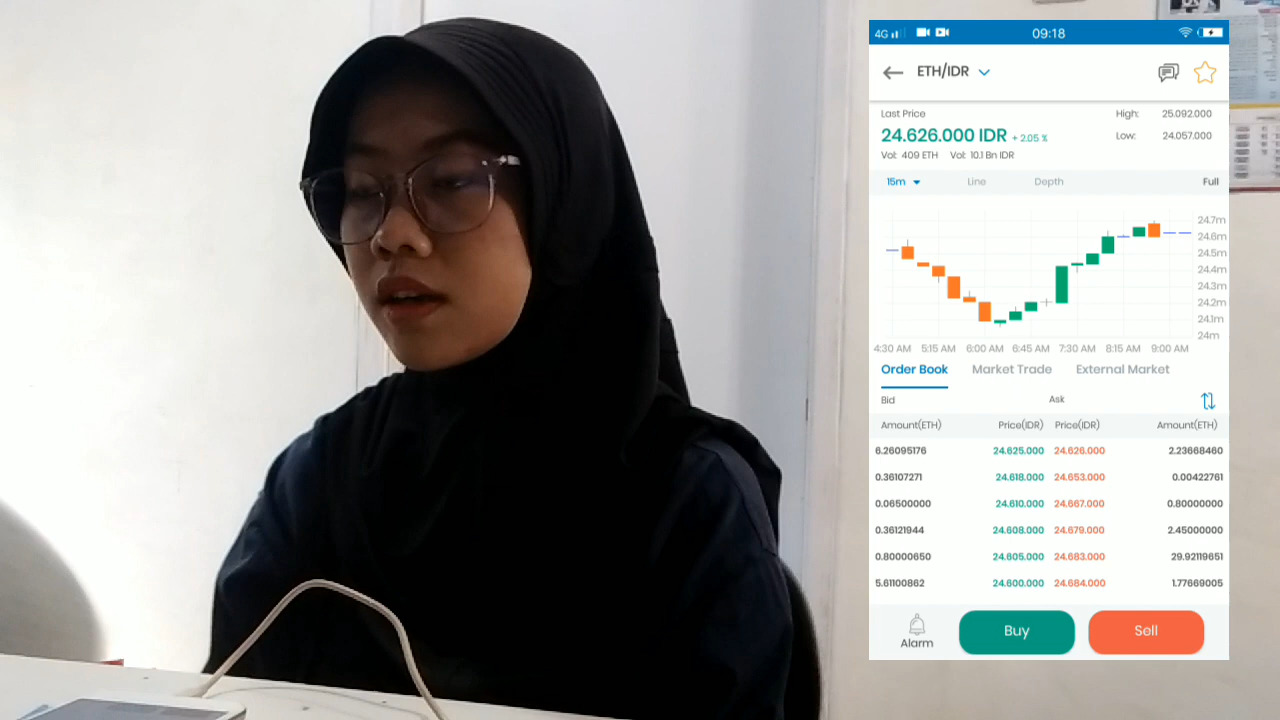 4G 09:18
ETH/IDR
Last Price High: 25.092.000
24.626.000 IDR + 2.05 % Low: 24.057.000
Vol: 409 ETH Vol: 10.1 Bn IDR
15m Line Depth Full
24.7m
24.6m
24.5m
24.4m
24.3m
24.2m
24.1m
24m
4:30 AM 5:15 AM 6:00 AM 6:45 AM 7:30 AM 8:15 AM 9:00 AM
Order Book Market Trade External Market
Bid Ask
Amount(ETH) Price(IDR) Price(IDR) Amount(ETH)
6.26095176 24.625.000 24.626.000 2.23668460
0.36107271 24.618.000 24.653.000 0.00422761
0.06500000 24.610.000 24.667.000 0.80000000
0.36121944 24.608.000 24.679.000 2.45000000
0.80000650 24.605.000 24.683.000 29.92119651
5.61100862 24.600.000 24.684.000 1.77669005
Alarm Buy Sell